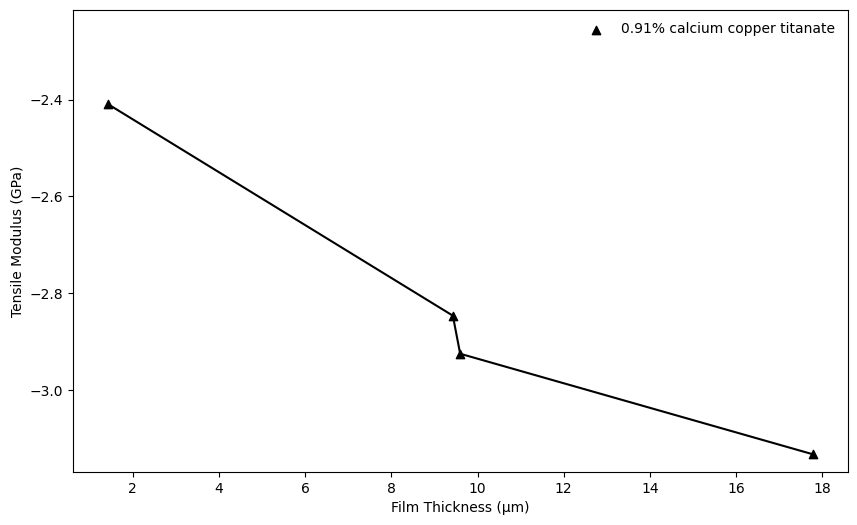 0.91% calcium copper titanate
−2.4
−2.6
−2.8
−3.0
Tensile Modulus (GPa)
2 4 6 8 10 12 14 16 18
Film Thickness (μm)